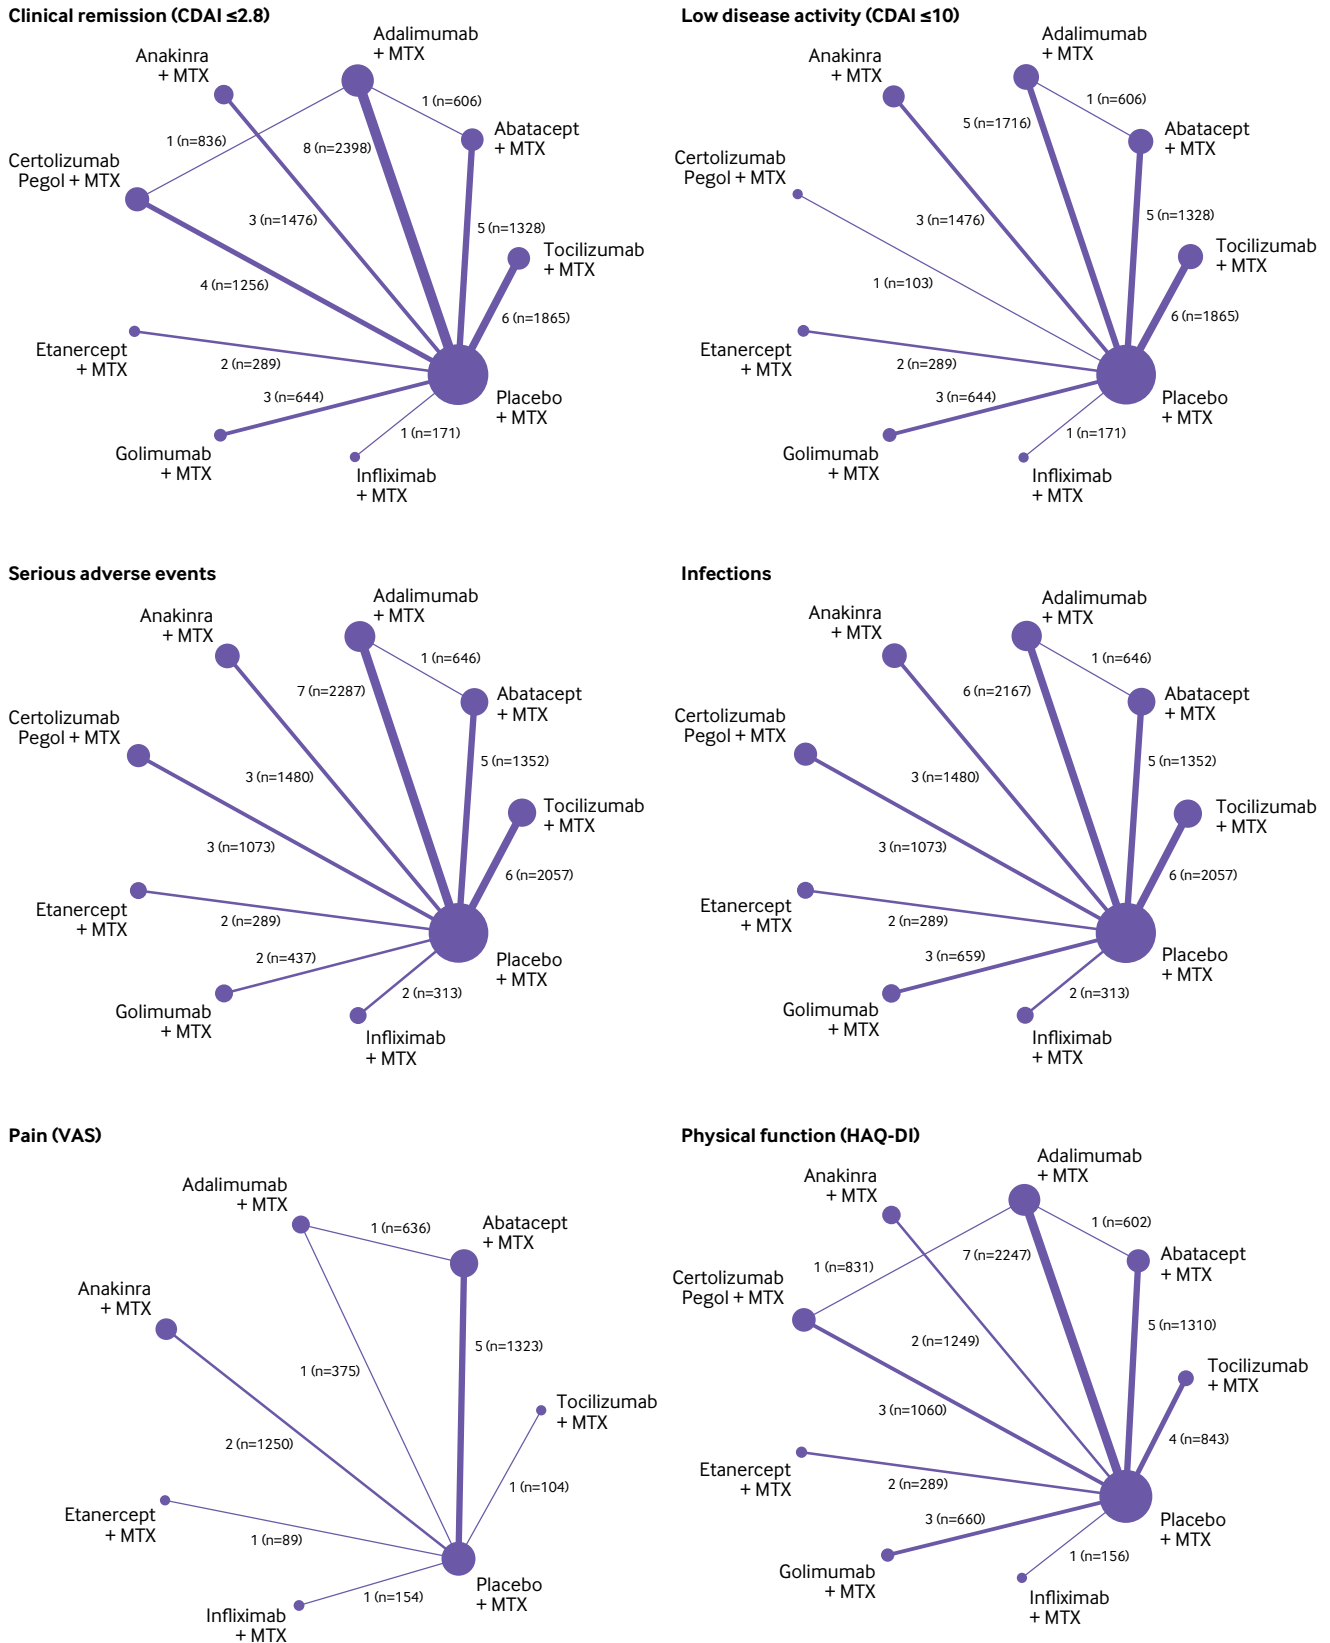 Clinical remission (CDAI ≤2.8)
Adalimumab
+ MTX
Anakinra
+ MTX
1 (n=606)
Abatacept
+ MTX
1 (n=836)
8 (n=2398)
Certolizumab
Pegol + MTX
3 (n=1476)
5 (n=1328)
Tocilizumab
+ MTX
4 (n=1256)
6 (n=1865)
Etanercept
+ MTX
2 (n=289)
3 (n=644)
Placebo
+ MTX
1 (n=171)
Golimumab
+ MTX
Infliximab
+ MTX
Low disease activity (CDAI ≤10)
Adalimumab
+ MTX
Anakinra
+ MTX
1 (n=606)
5 (n=1716)
Abatacept
+ MTX
Certolizumab
Pegol + MTX
3 (n=1476)
5 (n=1328)
Tocilizumab
+ MTX
1 (n=103)
6 (n=1865)
Etanercept
+ MTX
2 (n=289)
3 (n=644)
Placebo
+ MTX
1 (n=171)
Golimumab
+ MTX
Infliximab
+ MTX
Serious adverse events
Adalimumab
+ MTX
Anakinra
+ MTX
1 (n=646)
7 (n=2287)
Abatacept
+ MTX
Certolizumab
Pegol + MTX
3 (n=1480)
5 (n=1352)
Tocilizumab
+ MTX
3 (n=1073)
6 (n=2057)
Etanercept
+ MTX
2 (n=289)
2 (n=437)
Placebo
+ MTX
2 (n=313)
Golimumab
+ MTX
Infliximab
+ MTX
Infections
Adalimumab
+ MTX
Anakinra
+ MTX
1 (n=646)
6 (n=2167)
Abatacept
+ MTX
Certolizumab
Pegol + MTX
3 (n=1480)
5 (n=1352)
Tocilizumab
+ MTX
3 (n=1073)
6 (n=2057)
Etanercept
+ MTX
2 (n=289)
3 (n=659)
Placebo
+ MTX
2 (n=313)
Golimumab
+ MTX
Infliximab
+ MTX
Pain (VAS)
Adalimumab
+ MTX
1 (n=636)
Abatacept
+ MTX
Anakinra
+ MTX
5 (n=1323)
1 (n=375)
Tocilizumab
+ MTX
2 (n=1250)
1 (n=104)
Etanercept
+ MTX
1 (n=89)
Placebo
+ MTX
1 (n=154)
Infliximab
+ MTX
Physical function (HAQ-DI)
Adalimumab
+ MTX
Anakinra
+ MTX
1 (n=602)
7 (n=2247)
Abatacept
+ MTX
1 (n=831)
Certolizumab
Pegol + MTX
5 (n=1310)
2 (n=1249)
Tocilizumab
+ MTX
3 (n=1060)
4 (n=843)
Etanercept
+ MTX
2 (n=289)
3 (n=660)
Placebo
+ MTX
1 (n=156)
Golimumab
+ MTX
Infliximab
+ MTX